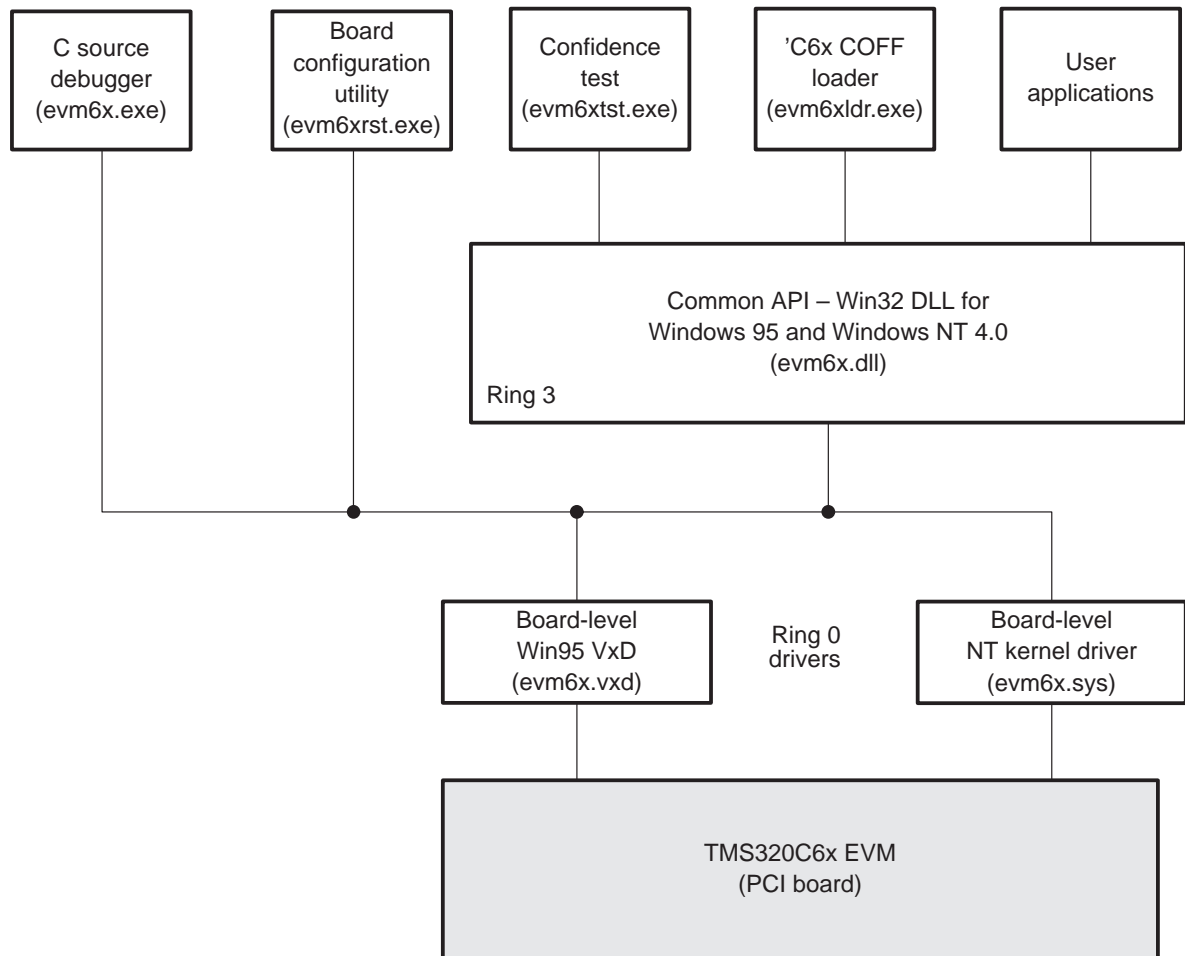 C source
debugger
(evm6x.exe)
Board
configuration
utility
(evm6xrst.exe)
Confidence
test
(evm6xtst.exe)
’C6x COFF
loader
(evm6xldr.exe)
User
applications
Common API – Win32 DLL for
Windows 95 and Windows NT 4.0
(evm6x.dll)
Ring 3
Board-level
Win95 VxD
(evm6x.vxd)
Ring 0
drivers
Board-level
NT kernel driver
(evm6x.sys)
TMS320C6x EVM
(PCI board)